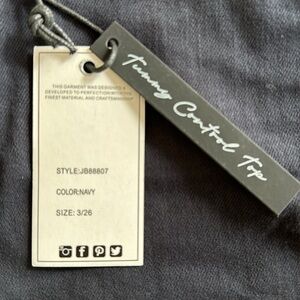 THIS GARMENT WAS DESIGNED &
DEVELOPED TO PERFECTION WITH THE
FINEST MATERIAL AND CRAFTSMANSHIP
Tummy Control Top
STYLE:JB88807
COLOR:NAVY
SIZE: 3/26